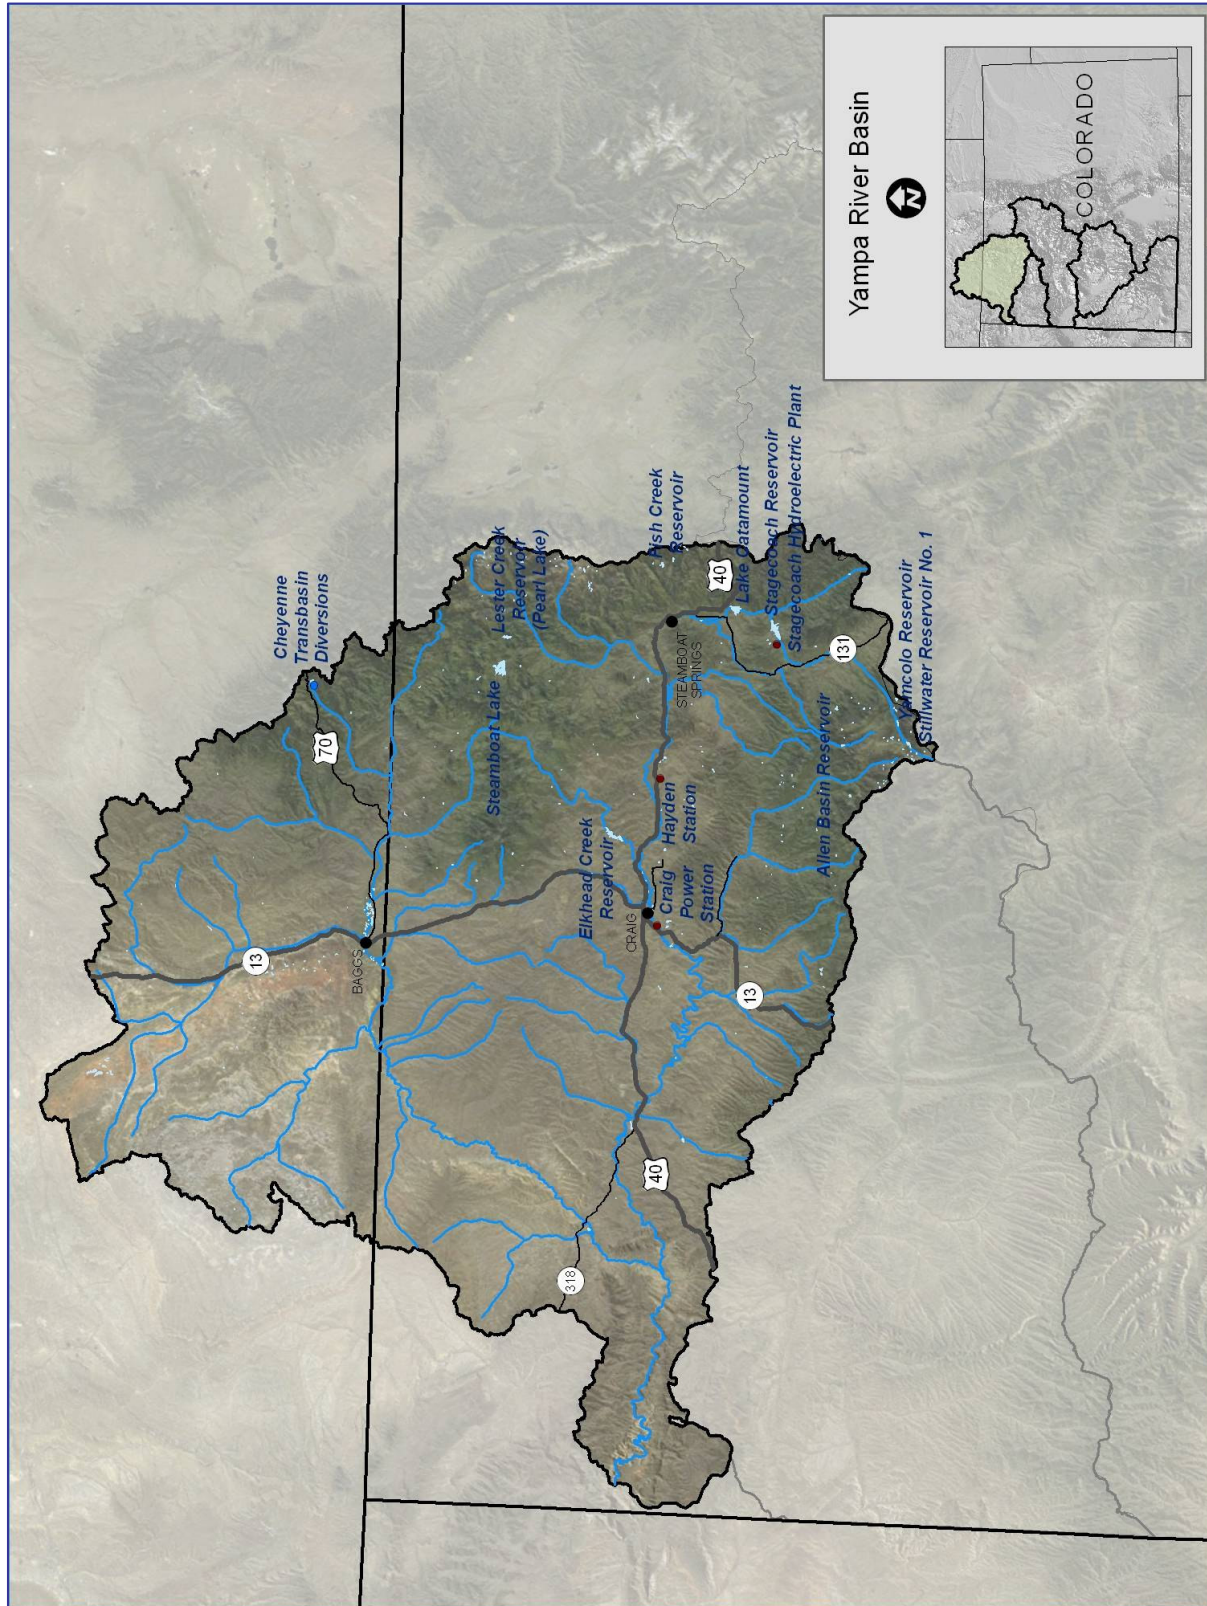 Yampa River Basin
N
COLORADO
Cheyenne
Transbasin
Diversions
70
13
BAGGS
Lester Creek
Reservoir
(Pearl Lake)
Steamboat Lake
Fish Creek
Reservoir
Elkhead Creek
Reservoir
40
STEAMBOAT
SPRINGS
Lake Catamount
Stagecoach Reservoir
Stagecoach Hydroelectric Plant
Hayden
Station
CRAIG
Craig
Power
Station
318
40
13
131
Allen Basin Reservoir
Yamcolo Reservoir
Stillwater Reservoir No. 1